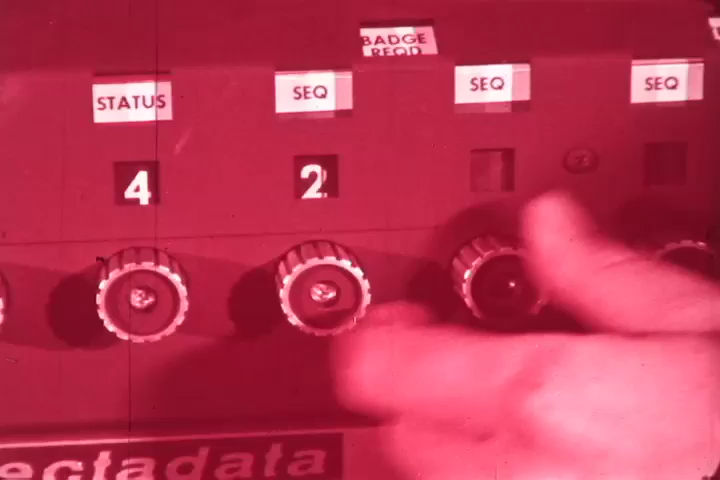 BADGE
REQD
STATUS
SEQ
SEQ
SEQ
4
2
ectadata